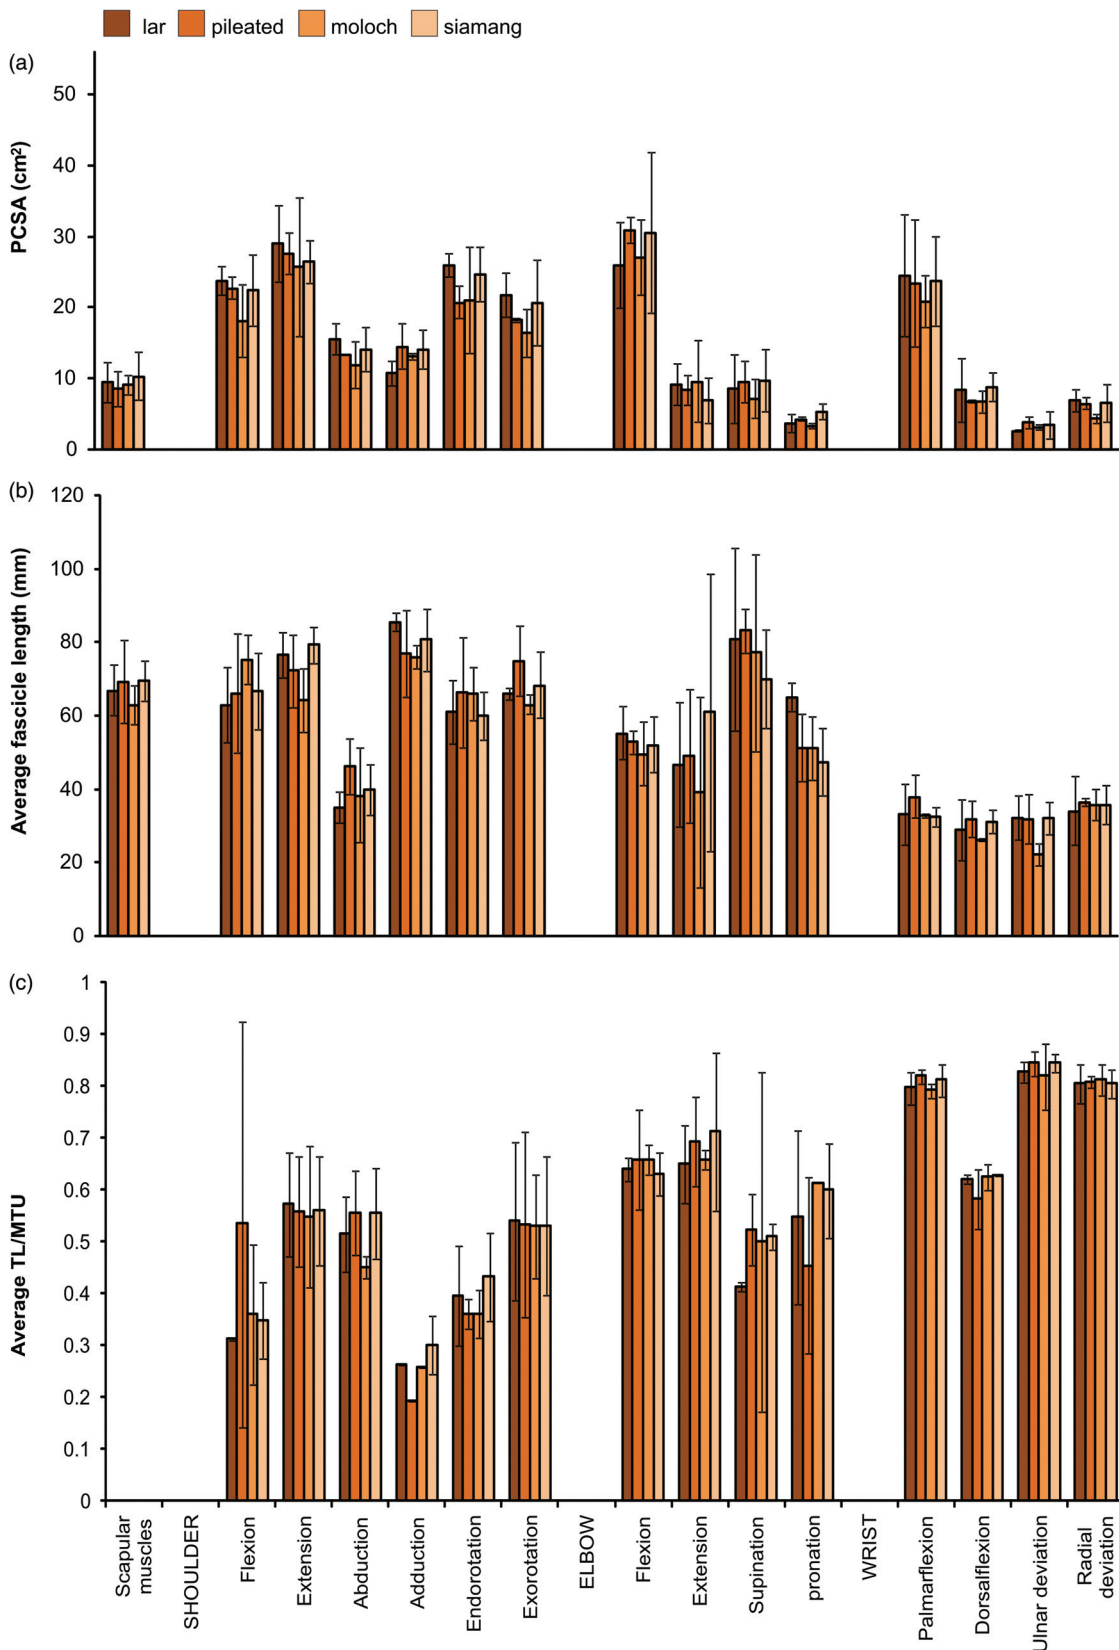 lar pileated moloch siamang
(a)
PCSA (cm²)
50
40
30
20
10
0
(b)
Average fascicle length (mm)
120
100
80
60
40
20
0
(c)
Average TL/MTU
1
0.9
0.8
0.7
0.6
0.5
0.4
0.3
0.2
0.1
0
Scapular
muscles
SHOULDER
Flexion
Extension
Abduction
Adduction
Endorotation
Exorotation
ELBOW
Flexion
Extension
Supination
pronation
WRIST
Palmarflexion
Dorsalflexion
Ulnar deviation
Radial
deviation